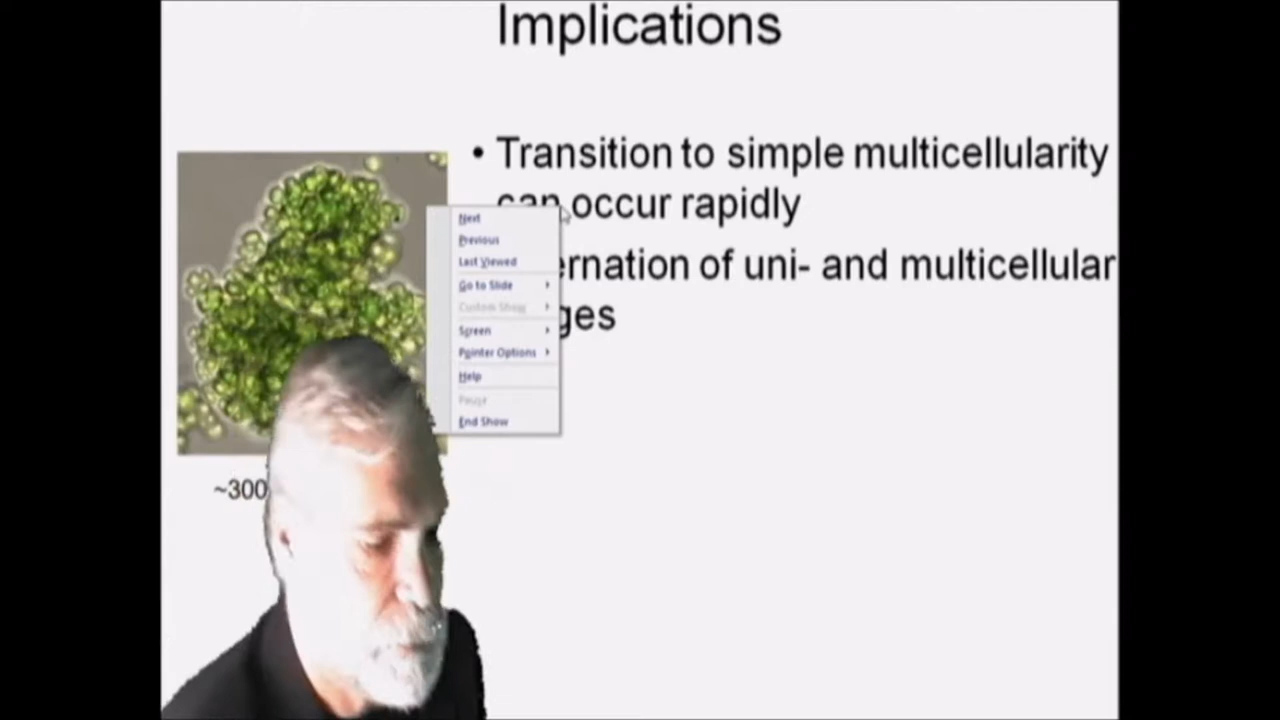 Implications
• Transition to simple multicellularity
can occur rapidly
ernation of uni- and multicellular
ges
Next
Previous
Last Viewed
Go to Slide
Custom Show
Screen
Pointer Options
Help
Pause
End Show
~300